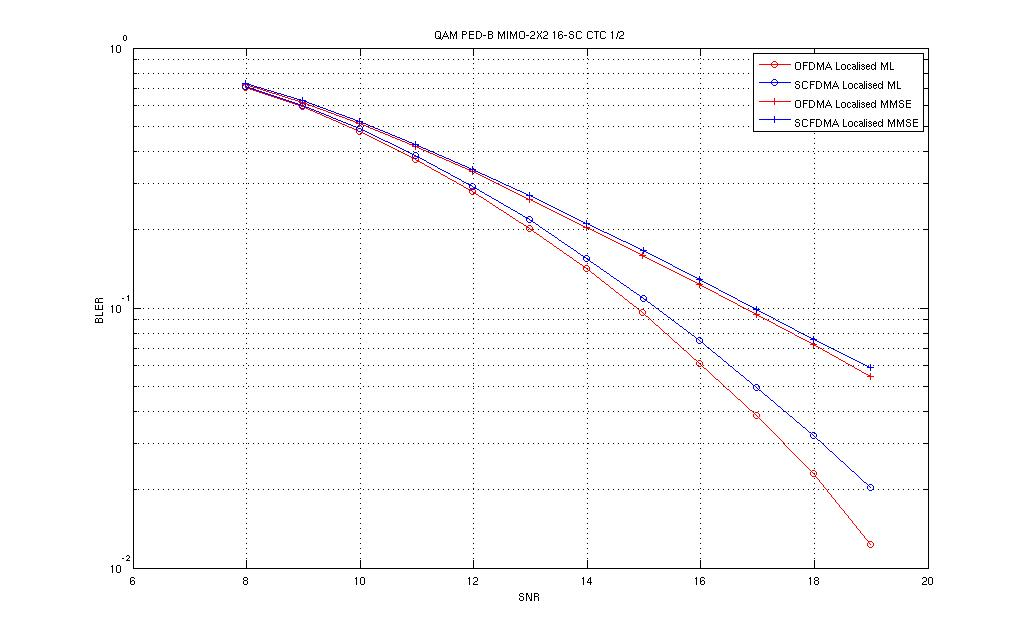 QAM PED-B MIMO-2X2 16-SC CTC 1/2
10^0
OFDMA Localised ML
SCFDMA Localised ML
OFDMA Localised MMSE
SCFDMA Localised MMSE
BLER
10^-1
10^-2
6 8 10 12 14 16 18 20
SNR